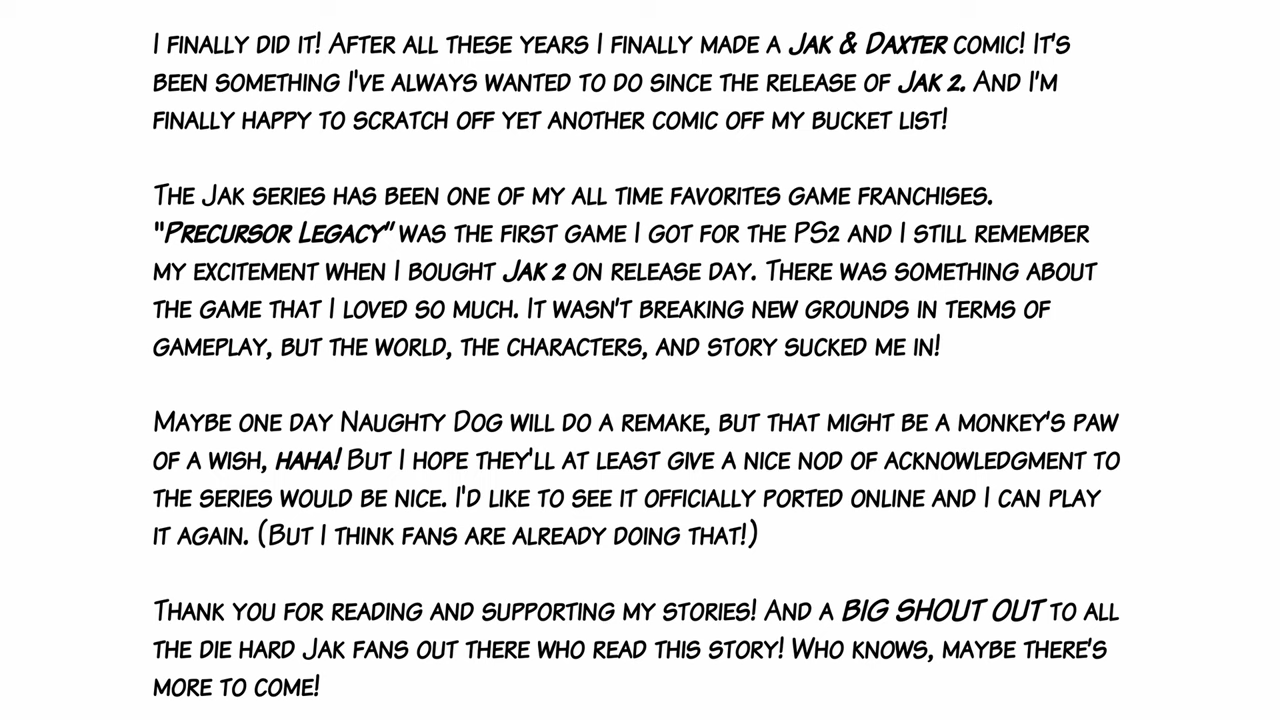 I FINALLY DID IT! AFTER ALL THESE YEARS I FINALLY MADE A JAK & DAXTER COMIC! IT'S
BEEN SOMETHING I'VE ALWAYS WANTED TO DO SINCE THE RELEASE OF JAK 2. AND I'M
FINALLY HAPPY TO SCRATCH OFF YET ANOTHER COMIC OFF MY BUCKET LIST!
THE JAK SERIES HAS BEEN ONE OF MY ALL TIME FAVORITES GAME FRANCHISES.
"PRECURSOR LEGACY" WAS THE FIRST GAME I GOT FOR THE PS2 AND I STILL REMEMBER
MY EXCITEMENT WHEN I BOUGHT JAK 2 ON RELEASE DAY. THERE WAS SOMETHING ABOUT
THE GAME THAT I LOVED SO MUCH. IT WASN'T BREAKING NEW GROUNDS IN TERMS OF
GAMEPLAY, BUT THE WORLD, THE CHARACTERS, AND STORY SUCKED ME IN!
MAYBE ONE DAY NAUGHTY DOG WILL DO A REMAKE, BUT THAT MIGHT BE A MONKEY'S PAW
OF A WISH, HAHA! BUT I HOPE THEY'LL AT LEAST GIVE A NICE NOD OF ACKNOWLEDGMENT TO
THE SERIES WOULD BE NICE. I'D LIKE TO SEE IT OFFICIALLY PORTED ONLINE AND I CAN PLAY
IT AGAIN. (BUT I THINK FANS ARE ALREADY DOING THAT!)
THANK YOU FOR READING AND SUPPORTING MY STORIES! AND A BIG SHOUT OUT TO ALL
THE DIE HARD JAK FANS OUT THERE WHO READ THIS STORY! WHO KNOWS, MAYBE THERE'S
MORE TO COME!